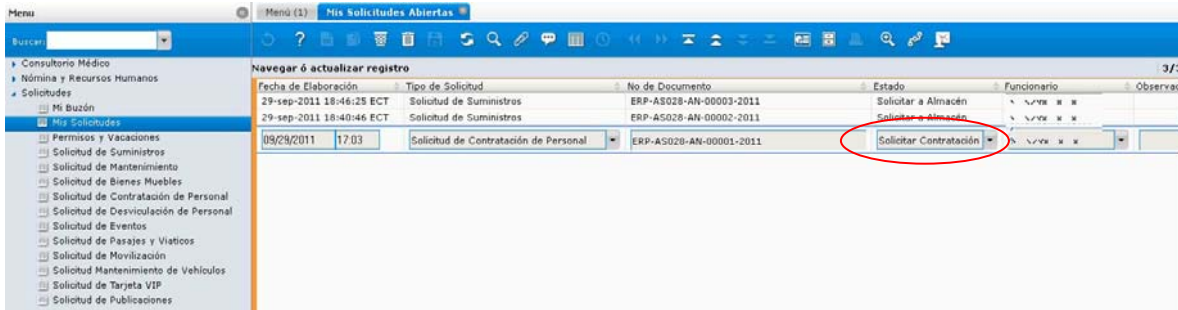 Menu
Menú (1) Mis Solicitudes Abiertas
Buscar:
Consultorio Médico
Nómina y Recursos Humanos
Solicitudes
Mi Buzón
Mis Solicitudes
Permisos y Vacaciones
Solicitud de Suministros
Solicitud de Mantenimiento
Solicitud de Bienes Muebles
Solicitud de Contratación de Personal
Solicitud de Desviculación de Personal
Solicitud de Eventos
Solicitud de Pasajes y Viaticos
Solicitud de Movilización
Solicitud Mantenimiento de Vehículos
Solicitud de Tarjeta VIP
Solicitud de Publicaciones
Navegar ó actualizar registro 3/3
Fecha de Elaboración Tipo de Solicitud No de Documento Estado Funcionario Observac
29-sep-2011 18:46:25 ECT Solicitud de Suministros ERP-AS028-AN-00003-2011 Solicitar a Almacén
29-sep-2011 18:40:46 ECT Solicitud de Suministros ERP-AS028-AN-00002-2011 Solicitar a Almacén
09/29/2011 17:03 Solicitud de Contratación de Personal ERP-AS028-AN-00001-2011 Solicitar Contratación